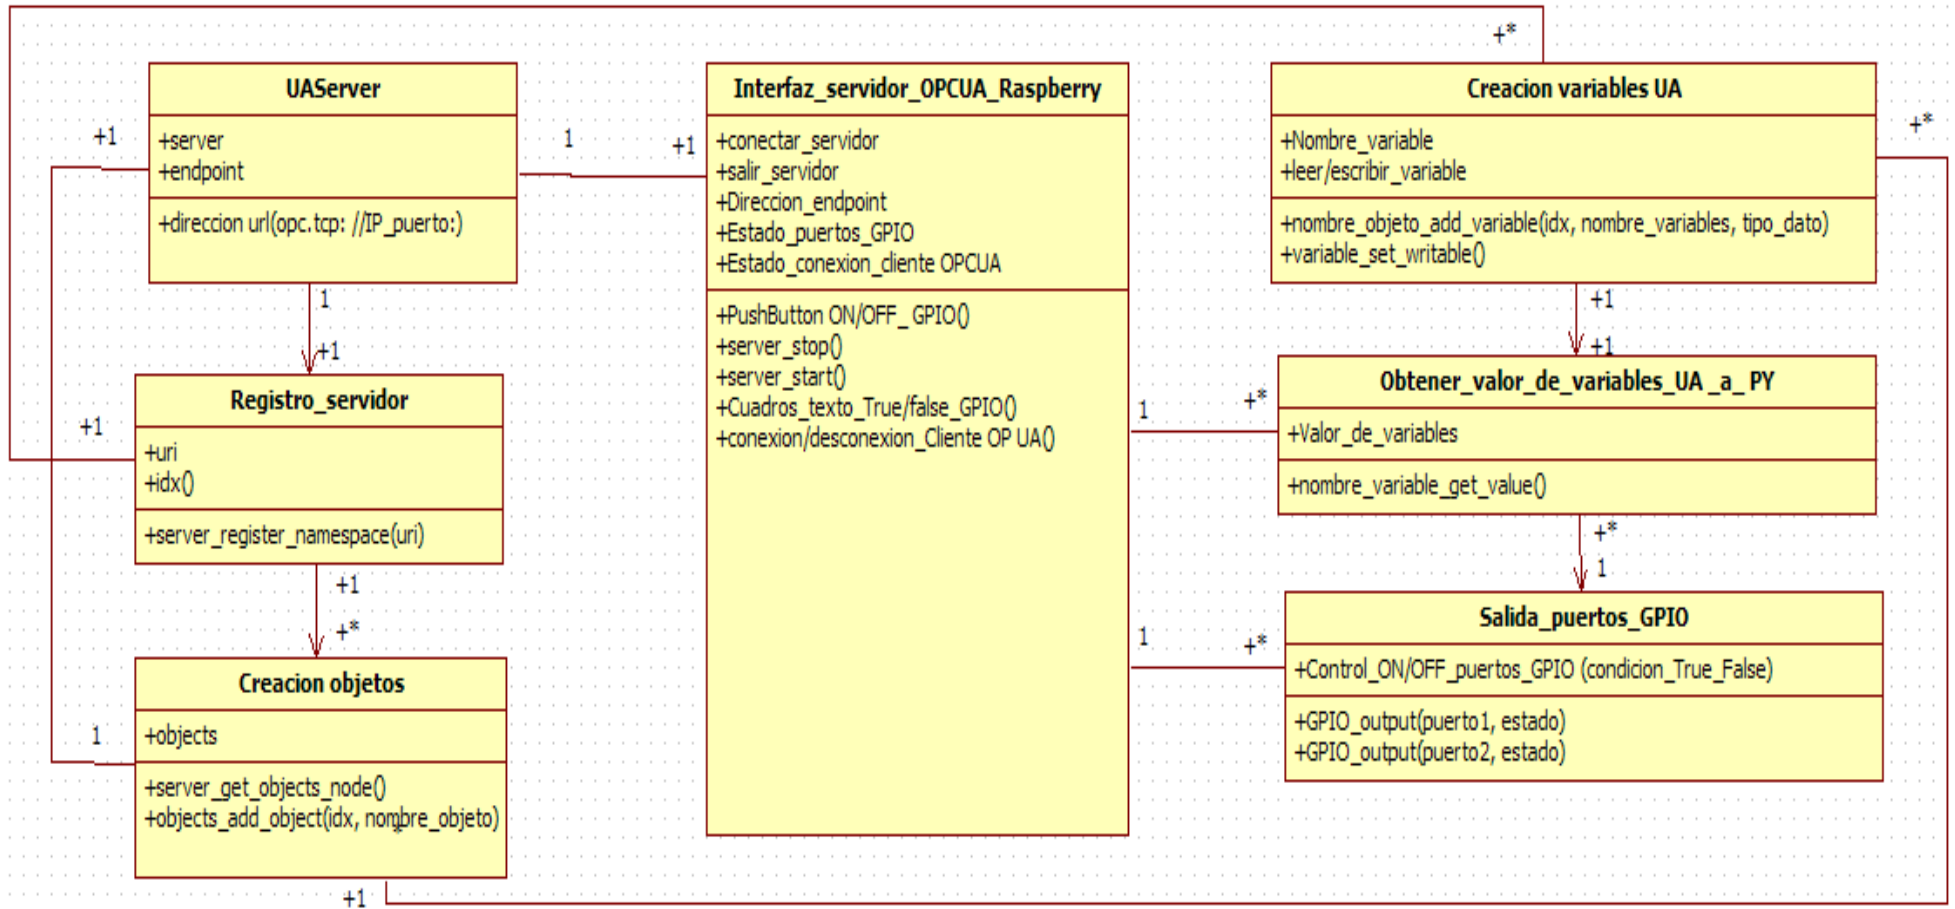 UAServer
+server
+endpoint
+direccion url(opc.tcp: //IP_puerto:)
+1
1
+1
1
+1
Registro_servidor
+uri
+idx()
+server_register_namespace(uri)
+1
+1
+*
Creacion objetos
+objects
+server_get_objects_node()
+objects_add_object(idx, nombre_objeto)
1
+1
Interfaz_servidor_OPCUA_Raspberry
+conectar_servidor
+salir_servidor
+Direccion_endpoint
+Estado_puertos_GPIO
+Estado_conexion_cliente OPCUA
+PushButton ON/OFF_ GPIO()
+server_stop()
+server_start()
+Cuadros_texto_True/false_GPIO()
+conexion/desconexion_Cliente OP UA()
1
+*
1
+*
+*
Creacion variables UA
+Nombre_variable
+leer/escribir_variable
+nombre_objeto_add_variable(idx, nombre_variables, tipo_dato)
+variable_set_writable()
+*
+1
+1
Obtener_valor_de_variables_UA _a_ PY
+Valor_de_variables
+nombre_variable_get_value()
+*
1
Salida_puertos_GPIO
+Control_ON/OFF_puertos_GPIO (condicion_True_False)
+GPIO_output(puerto1, estado)
+GPIO_output(puerto2, estado)